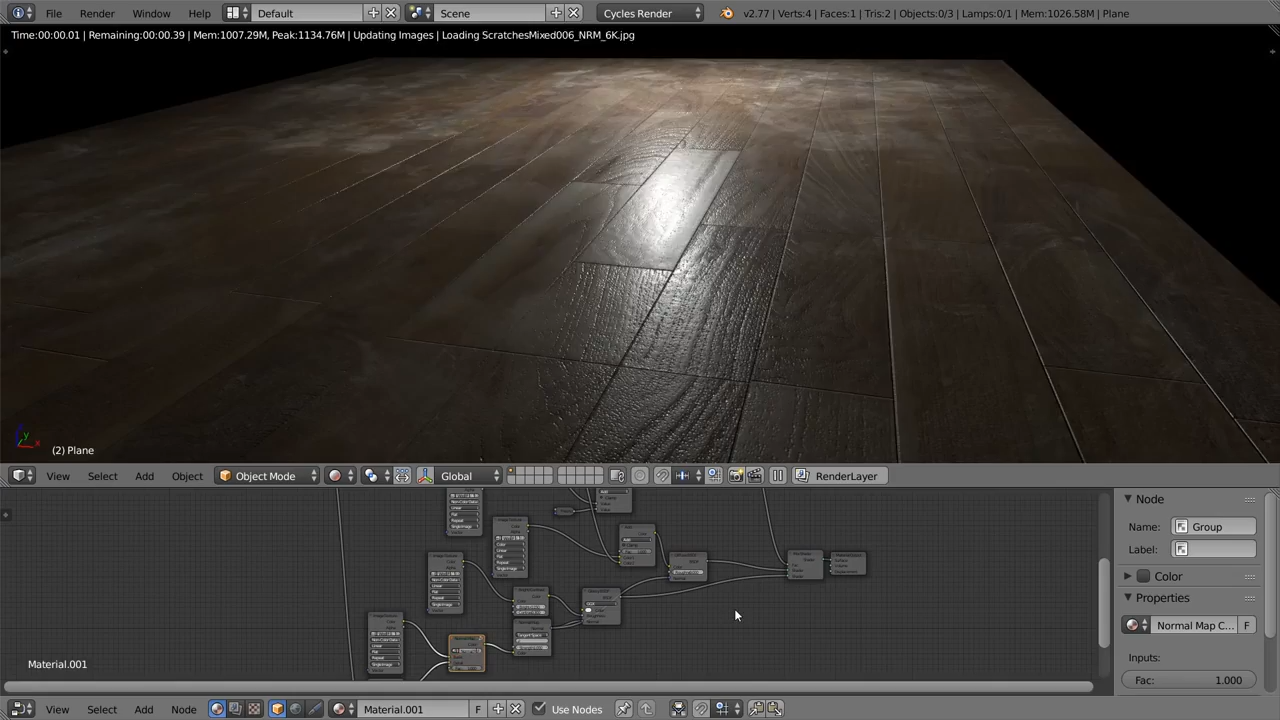 File Render Window Help Default Scene Cycles Render v2.77 | Verts:4 | Faces:1 | Tris:2 | Objects:0/3 | Lamps:0/1 | Mem:1026.58M | Plane
Time:00:00.01 | Remaining:00:00.39 | Mem:1007.29M, Peak:1134.76M | Updating Images | Loading ScratchesMixed006_NRM_6K.jpg
(2) Plane
View Select Add Object Object Mode Global RenderLayer
Node
Name: Group
Label:
Color
Properties
Normal Map C... F
Inputs:
Fac: 1.000
Material.001
View Select Add Node Material.001 F Use Nodes